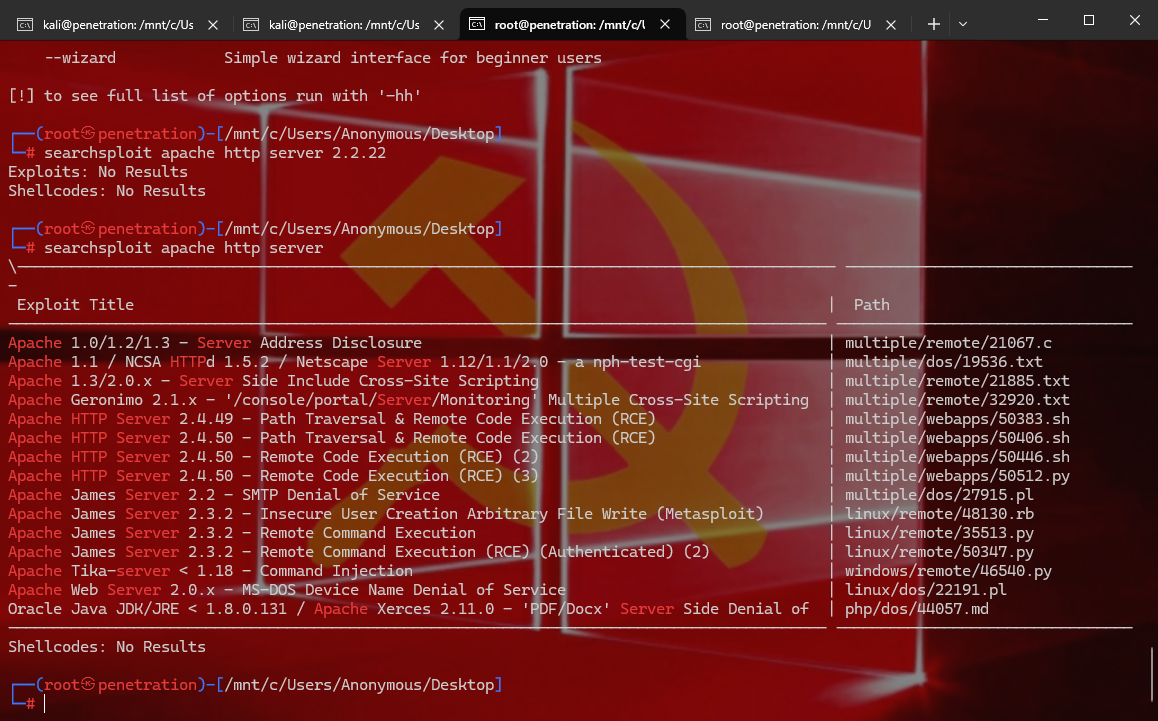 kali@penetration: /mnt/c/Us kali@penetration: /mnt/c/Us root@penetration: /mnt/c/U root@penetration: /mnt/c/U
--wizard Simple wizard interface for beginner users
[!] to see full list of options run with '-hh'
┌──(root㉿penetration)-[/mnt/c/Users/Anonymous/Desktop]
└─# searchsploit apache http server 2.2.22
Exploits: No Results
Shellcodes: No Results
┌──(root㉿penetration)-[/mnt/c/Users/Anonymous/Desktop]
└─# searchsploit apache http server
Exploit Title | Path
Apache 1.0/1.2/1.3 - Server Address Disclosure | multiple/remote/21067.c
Apache 1.1 / NCSA HTTPd 1.5.2 / Netscape Server 1.12/1.1/2.0 - a nph-test-cgi | multiple/dos/19536.txt
Apache 1.3/2.0.x - Server Side Include Cross-Site Scripting | multiple/remote/21885.txt
Apache Geronimo 2.1.x - '/console/portal/Server/Monitoring' Multiple Cross-Site Scripting | multiple/remote/32920.txt
Apache HTTP Server 2.4.49 - Path Traversal & Remote Code Execution (RCE) | multiple/webapps/50383.sh
Apache HTTP Server 2.4.50 - Path Traversal & Remote Code Execution (RCE) | multiple/webapps/50406.sh
Apache HTTP Server 2.4.50 - Remote Code Execution (RCE) (2) | multiple/webapps/50446.sh
Apache HTTP Server 2.4.50 - Remote Code Execution (RCE) (3) | multiple/webapps/50512.py
Apache James Server 2.2 - SMTP Denial of Service | multiple/dos/27915.pl
Apache James Server 2.3.2 - Insecure User Creation Arbitrary File Write (Metasploit) | linux/remote/48130.rb
Apache James Server 2.3.2 - Remote Command Execution | linux/remote/35513.py
Apache James Server 2.3.2 - Remote Command Execution (RCE) (Authenticated) (2) | linux/remote/50347.py
Apache Tika-server < 1.18 - Command Injection | windows/remote/46540.py
Apache Web Server 2.0.x - MS-DOS Device Name Denial of Service | linux/dos/22191.pl
Oracle Java JDK/JRE < 1.8.0.131 / Apache Xerces 2.11.0 - 'PDF/Docx' Server Side Denial of | php/dos/44057.md
Shellcodes: No Results
┌──(root㉿penetration)-[/mnt/c/Users/Anonymous/Desktop]
└─#